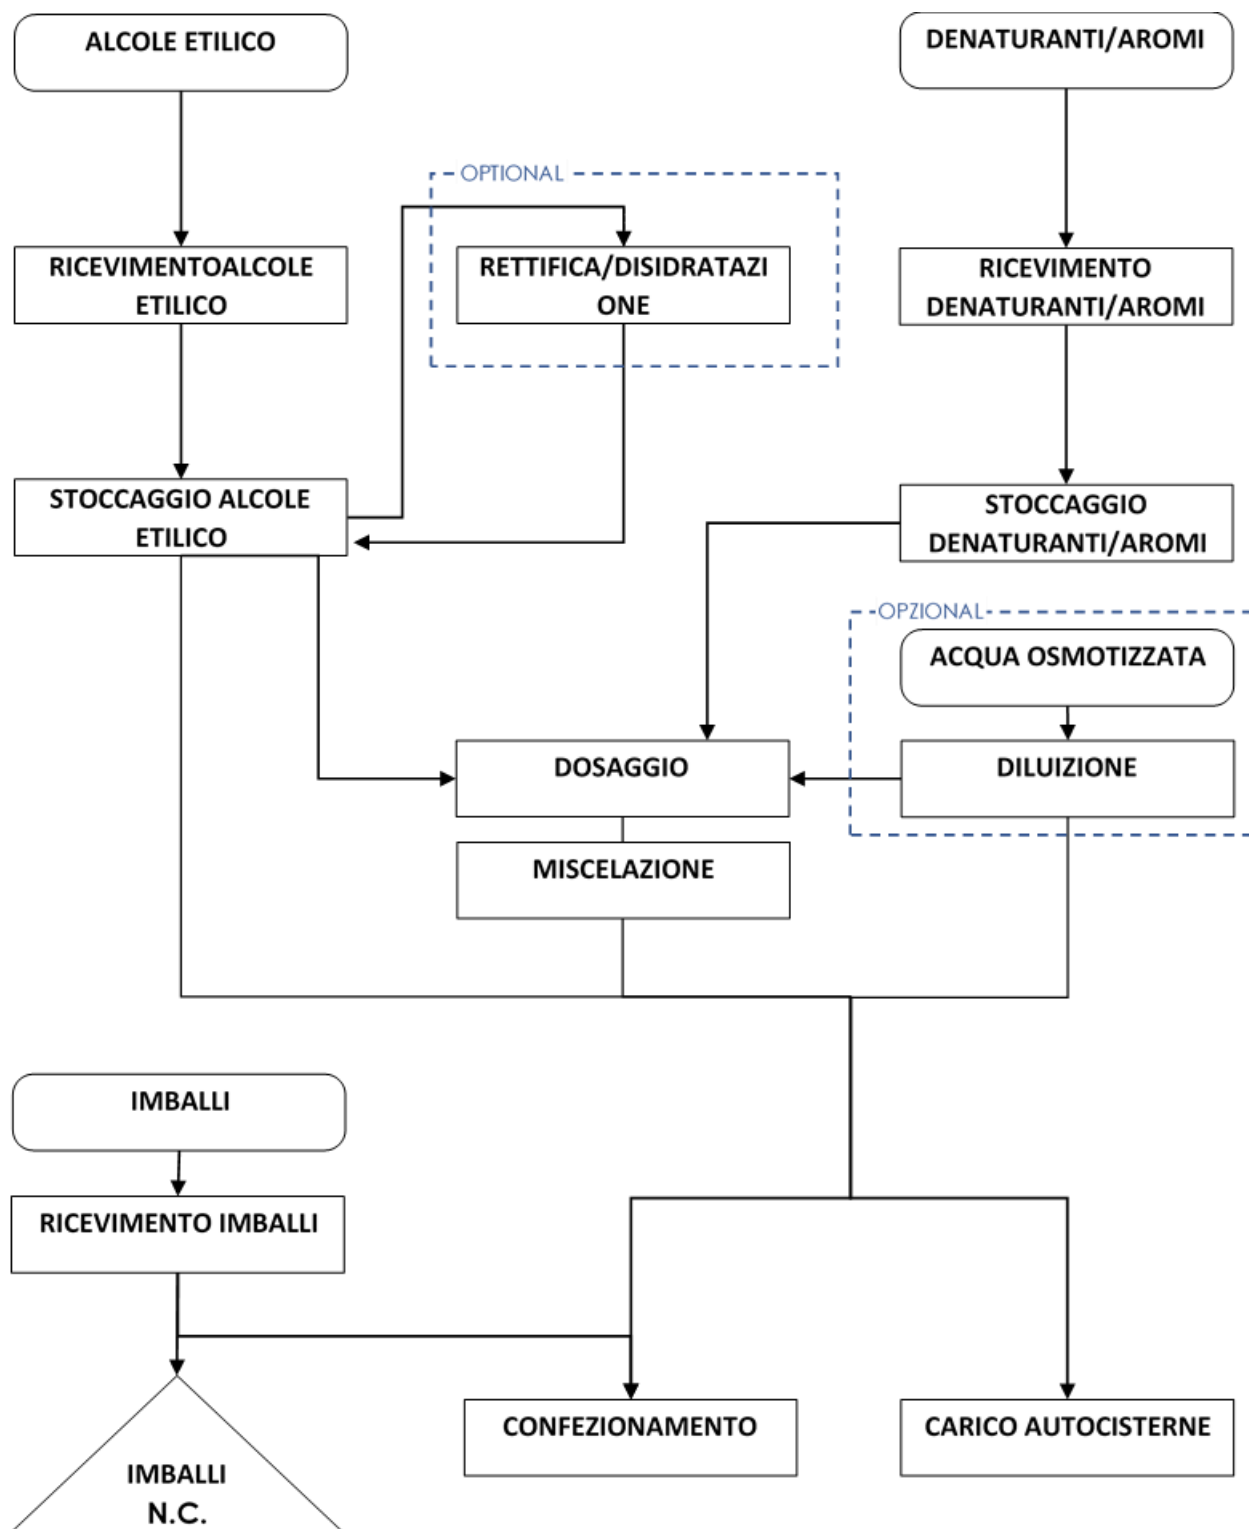 ALCOLE ETILICO
DENATURANTI/AROMI
OPTIONAL
RICEVIMENTOALCOLE
ETILICO
RETTIFICA/DISIDRATAZI
ONE
RICEVIMENTO
DENATURANTI/AROMI
STOCCAGGIO ALCOLE
ETILICO
STOCCAGGIO
DENATURANTI/AROMI
OPZIONAL
ACQUA OSMOTIZZATA
DOSAGGIO
DILUIZIONE
MISCELAZIONE
IMBALLI
RICEVIMENTO IMBALLI
CONFEZIONAMENTO
CARICO AUTOCISTERNE
IMBALLI
N.C.